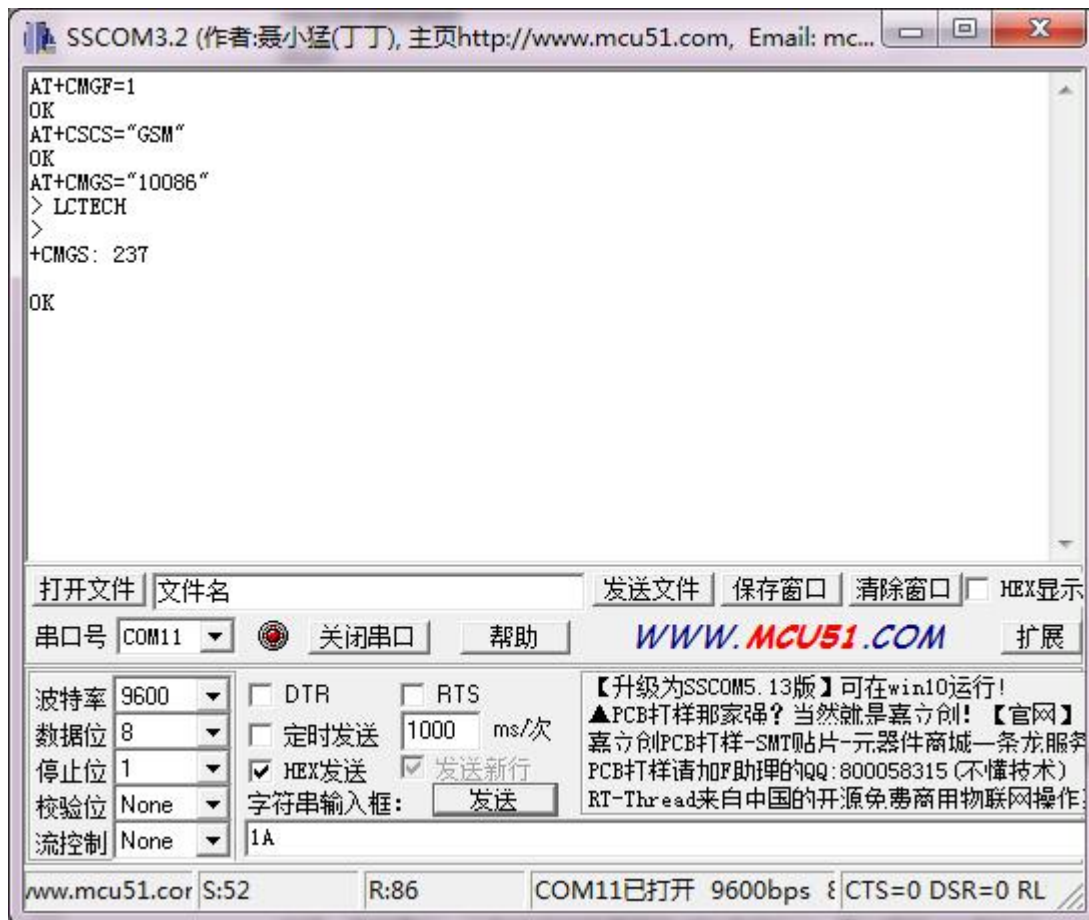 SSCOM3.2 (作者:聂小猛(丁丁), 主页http://www.mcu51.com, Email: mc...
AT+CMGF=1
OK
AT+CSCS="GSM"
OK
AT+CMGS="10086"
> LCTECH
>
+CMGS: 237
OK
打开文件 文件名 发送文件 保存窗口 清除窗口 HEX显示
串口号 COM11 关闭串口 帮助 WWW.MCU51.COM 扩展
波特率 9600 DTR RTS
数据位 8 定时发送 1000 ms/次
停止位 1 HEX发送 发送新行
校验位 None 字符串输入框: 发送
流控制 None 1A
【升级为SSCOM5.13版】可在win10运行!
▲PCB打样那家强? 当然就是嘉立创! 【官网】
嘉立创PCB打样-SMT贴片-元器件商城—条龙服务
PCB打样请加F助理的QQ:800058315(不懂技术)
RT-Thread来自中国的开源免费商用物联网操作
www.mcu51.cor S:52 R:86 COM11已打开 9600bps 8 CTS=0 DSR=0 RL